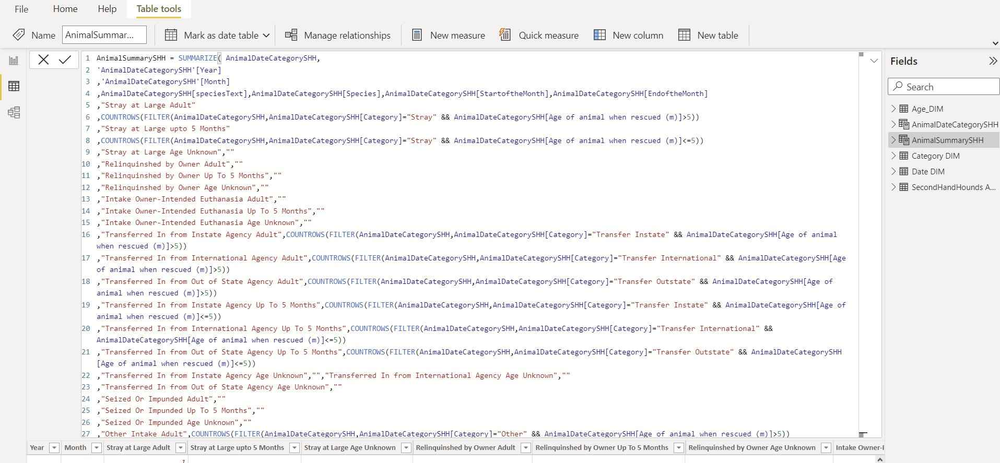 File Home Help Table tools
Name AnimalSummar... Mark as date table Manage relationships New measure Quick measure New column New table
1 AnimalSummarySHH = SUMMARIZE( AnimalDateCategorySHH,
2 'AnimalDateCategorySHH'[Year]
3 ,'AnimalDateCategorySHH'[Month]
4 ,AnimalDateCategorySHH[speciesText],AnimalDateCategorySHH[Species],AnimalDateCategorySHH[StartoftheMonth],AnimalDateCategorySHH[EndoftheMonth]
5 ,"Stray at Large Adult"
6 ,COUNTROWS(FILTER(AnimalDateCategorySHH,AnimalDateCategorySHH[Category]="Stray" && AnimalDateCategorySHH[Age of animal when rescued (m)]>5))
7 ,"Stray at Large upto 5 Months"
8 ,COUNTROWS(FILTER(AnimalDateCategorySHH,AnimalDateCategorySHH[Category]="Stray" && AnimalDateCategorySHH[Age of animal when rescued (m)]<=5))
9 ,"Stray at Large Age Unknown",""
10 ,"Relinquinshed by Owner Adult",""
11 ,"Relinquinshed by Owner Up To 5 Months",""
12 ,"Relinquinshed by Owner Age Unknown",""
13 ,"Intake Owner-Intended Euthanasia Adult",""
14 ,"Intake Owner-Intended Euthanasia Up To 5 Months",""
15 ,"Intake Owner-Intended Euthanasia Age Unknown",""
16 ,"Transferred In from Instate Agency Adult",COUNTROWS(FILTER(AnimalDateCategorySHH,AnimalDateCategorySHH[Category]="Transfer Instate" && AnimalDateCategorySHH[Age of animal
when rescued (m)]>5))
17 ,"Transferred In from International Agency Adult",COUNTROWS(FILTER(AnimalDateCategorySHH,AnimalDateCategorySHH[Category]="Transfer International" && AnimalDateCategorySHH[Age
of animal when rescued (m)]>5))
18 ,"Transferred In from Out of State Agency Adult",COUNTROWS(FILTER(AnimalDateCategorySHH,AnimalDateCategorySHH[Category]="Transfer Outstate" && AnimalDateCategorySHH[Age of
animal when rescued (m)]>5))
19 ,"Transferred In from Instate Agency Up To 5 Months",COUNTROWS(FILTER(AnimalDateCategorySHH,AnimalDateCategorySHH[Category]="Transfer Instate" && AnimalDateCategorySHH[Age of
animal when rescued (m)]<=5))
20 ,"Transferred In from International Agency Up To 5 Months",COUNTROWS(FILTER(AnimalDateCategorySHH,AnimalDateCategorySHH[Category]="Transfer International" &&
AnimalDateCategorySHH[Age of animal when rescued (m)]<=5))
21 ,"Transferred In from Out of State Agency Up To 5 Months",COUNTROWS(FILTER(AnimalDateCategorySHH,AnimalDateCategorySHH[Category]="Transfer Outstate" && AnimalDateCategorySHH
[Age of animal when rescued (m)]<=5))
22 ,"Transferred In from Instate Agency Age Unknown","","Transferred In from International Agency Age Unknown",""
23 ,"Transferred In from Out of State Agency Age Unknown",""
24 ,"Seized Or Impunded Adult",""
25 ,"Seized Or Impunded Up To 5 Months",""
26 ,"Seized Or Impunded Age Unknown",""
27 ,"Other Intake Adult",COUNTROWS(FILTER(AnimalDateCategorySHH,AnimalDateCategorySHH[Category]="Other" && AnimalDateCategorySHH[Age of animal when rescued (m)]>5))
Year Month Stray at Large Adult Stray at Large upto 5 Months Stray at Large Age Unknown Relinquinshed by Owner Adult Relinquinshed by Owner Up To 5 Months Relinquinshed by Owner Age Unknown Intake Owner-I
1
Fields
Search
Age_DIM
AnimalDateCategorySHH
AnimalSummarySHH
Category DIM
Date DIM
SecondHandHounds A...